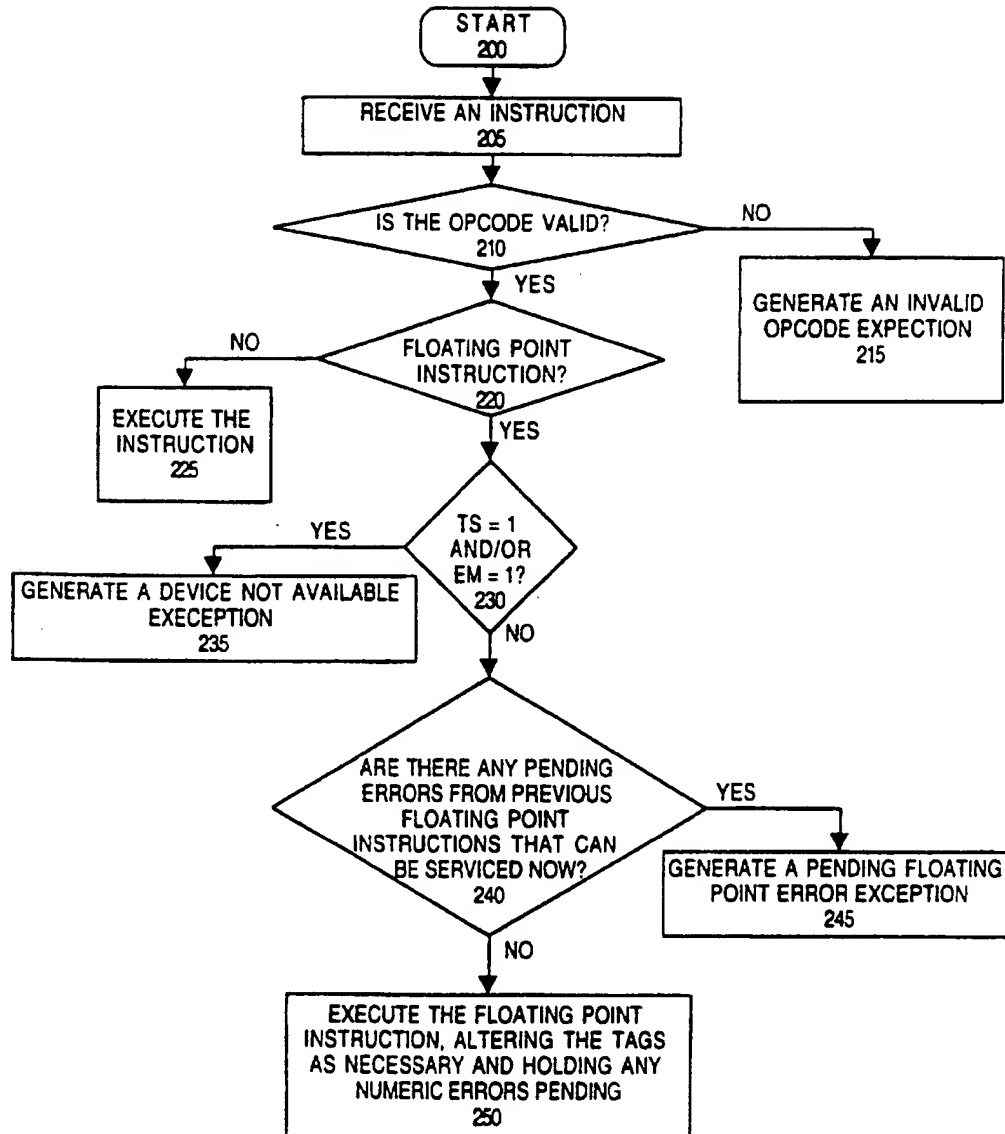 START
200
RECEIVE AN INSTRUCTION
205
IS THE OPCODE VALID?
210
NO
YES
GENERATE AN INVALID
OPCODE EXPECTION
215
NO
FLOATING POINT
INSTRUCTION?
220
EXECUTE THE
INSTRUCTION
225
YES
YES
TS = 1
AND/OR
EM = 1?
230
GENERATE A DEVICE NOT AVAILABLE
EXECEPTION
235
NO
ARE THERE ANY PENDING
ERRORS FROM PREVIOUS
FLOATING POINT
INSTRUCTIONS THAT CAN
BE SERVICED NOW?
240
YES
GENERATE A PENDING FLOATING
POINT ERROR EXCEPTION
245
NO
EXECUTE THE FLOATING POINT
INSTRUCTION, ALTERING THE TAGS
AS NECESSARY AND HOLDING ANY
NUMERIC ERRORS PENDING
250